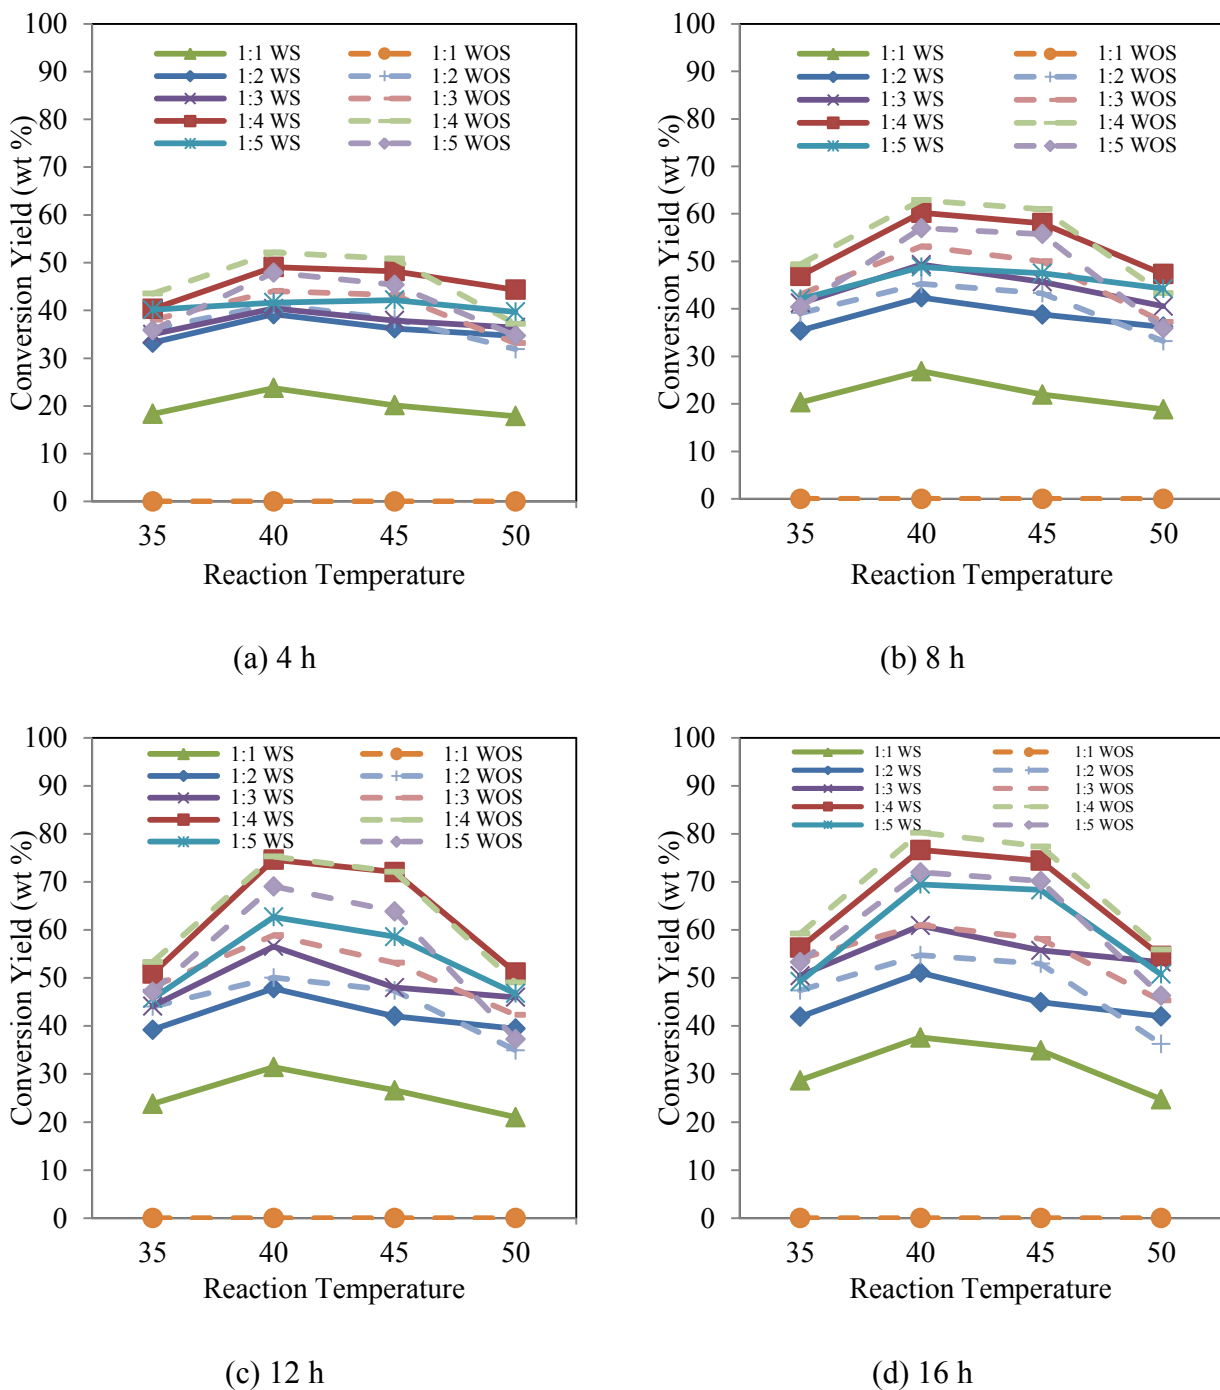 100
90
80
70
60
50
40
30
20
10
0
Conversion Yield (wt %)
1:1 WS 1:1 WOS
1:2 WS 1:2 WOS
1:3 WS 1:3 WOS
1:4 WS 1:4 WOS
1:5 WS 1:5 WOS
35 40 45 50
Reaction Temperature
(a) 4 h
100
90
80
70
60
50
40
30
20
10
0
Conversion Yield (wt %)
1:1 WS 1:1 WOS
1:2 WS 1:2 WOS
1:3 WS 1:3 WOS
1:4 WS 1:4 WOS
1:5 WS 1:5 WOS
35 40 45 50
Reaction Temperature
(b) 8 h
100
90
80
70
60
50
40
30
20
10
0
Conversion Yield (wt %)
1:1 WS 1:1 WOS
1:2 WS 1:2 WOS
1:3 WS 1:3 WOS
1:4 WS 1:4 WOS
1:5 WS 1:5 WOS
35 40 45 50
Reaction Temperature
(c) 12 h
100
90
80
70
60
50
40
30
20
10
0
Conversion Yield (wt %)
1:1 WS 1:1 WOS
1:2 WS 1:2 WOS
1:3 WS 1:3 WOS
1:4 WS 1:4 WOS
1:5 WS 1:5 WOS
35 40 45 50
Reaction Temperature
(d) 16 h